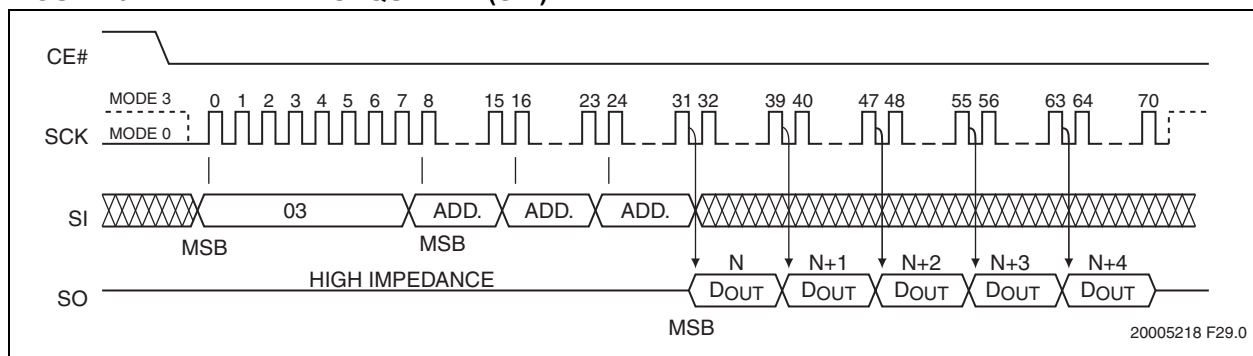 CE#
MODE 3 0 1 2 3 4 5 6 7 8 15 16 23 24 31 32 39 40 47 48 55 56 63 64 70
SCK MODE 0
SI 03 ADD. ADD. ADD.
MSB MSB
HIGH IMPEDANCE N N+1 N+2 N+3 N+4
SO DOUT DOUT DOUT DOUT DOUT
MSB
20005218 F29.0